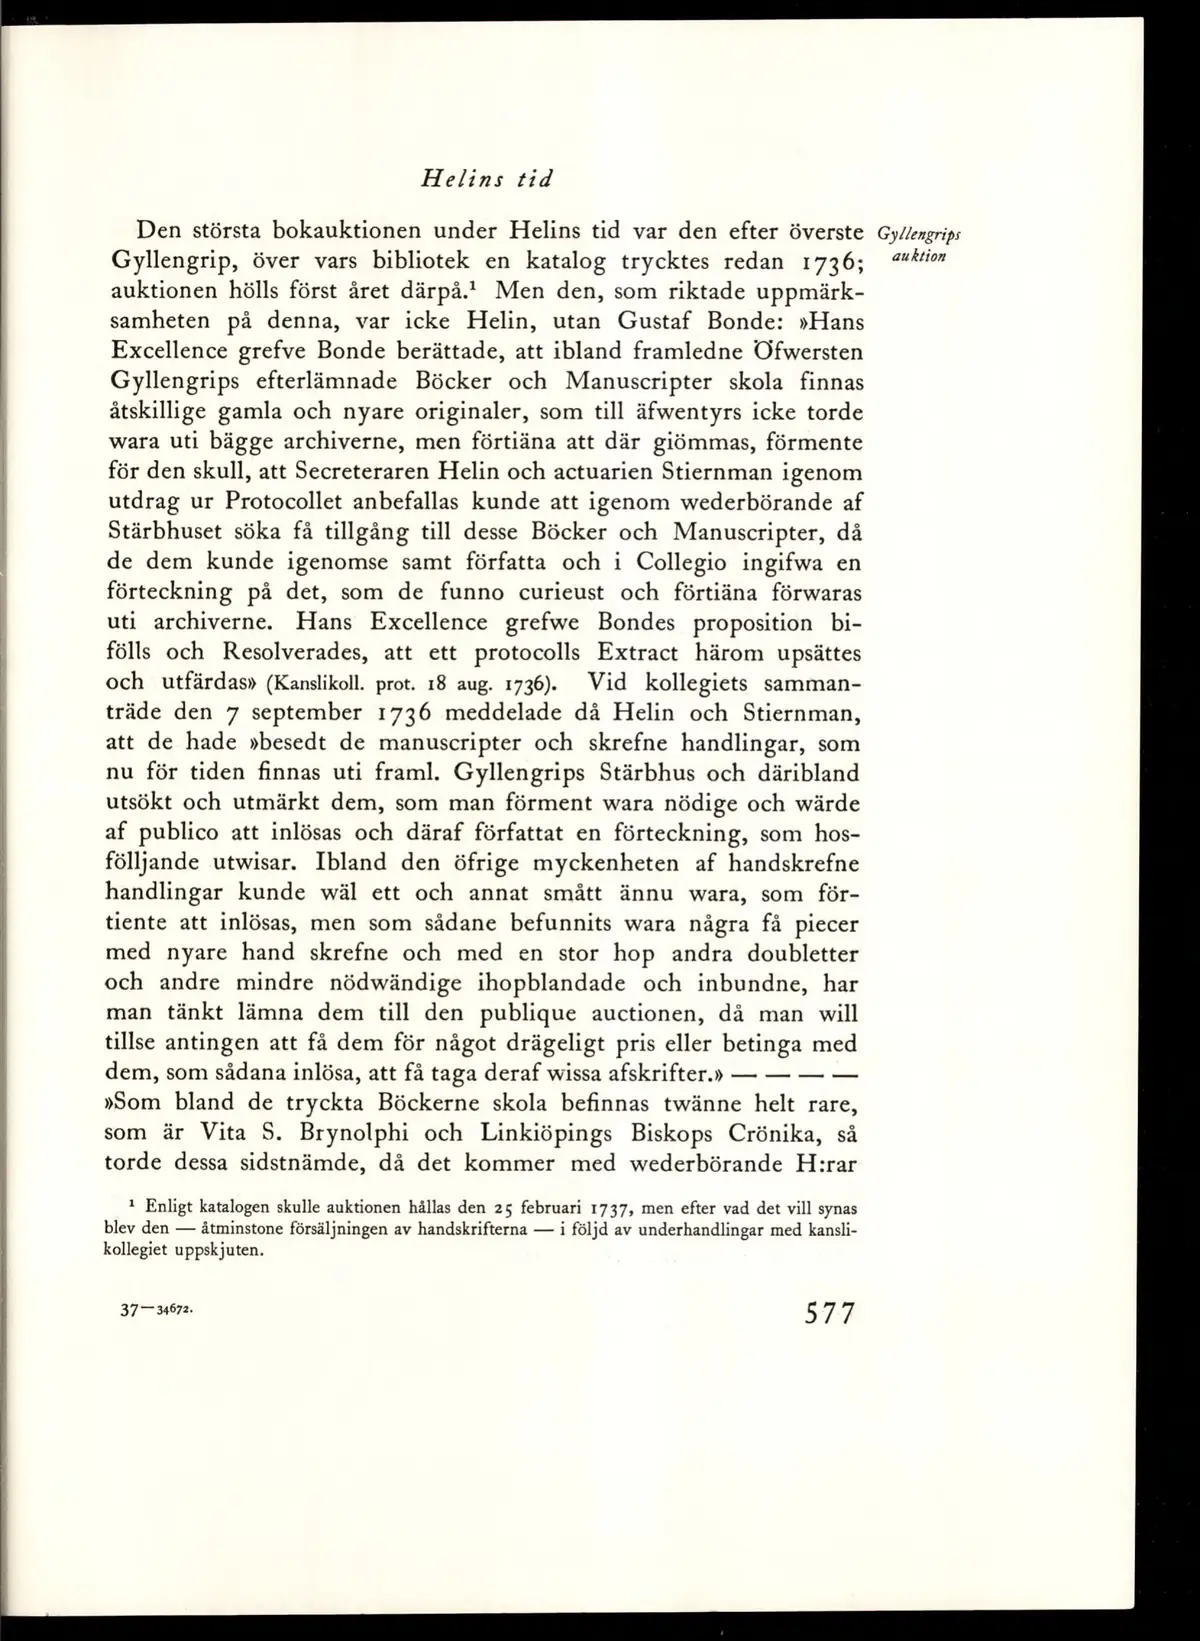 Helins tid
Den största bokauktionen under Helins tid var den efter överste
Gyllengrips
auktion
Gyllengrip, över vars bibliotek en katalog trycktes redan 1736;
auktionen hölls först året därpå.¹ Men den, som riktade uppmärk-
samheten på denna, var icke Helin, utan Gustaf Bonde: »Hans
Excellence grefve Bonde berättade, att ibland framledne Öfwersten
Gyllengrips efterlämnade Böcker och Manuscripter skola finnas
åtskillige gamla och nyare originaler, som till äfwentyrs icke torde
wara uti bägge archiverne, men förtiäna att där giömmas, förmente
för den skull, att Secreteraren Helin och actuarien Stiernman igenom
utdrag ur Protocollet anbefallas kunde att igenom wederbörande af
Stärbhuset söka få tillgång till desse Böcker och Manuscripter, då
de dem kunde igenomse samt författa och i Collegio ingifwa en
förteckning på det, som de funno curieust och förtiäna förwaras
uti archiverne. Hans Excellence grefwe Bondes proposition bi-
fölls och Resolverades, att ett protocolls Extract härom upsättes
och utfärdas» (Kanslikoll. prot. 18 aug. 1736). Vid kollegiets samman-
träde den 7 september 1736 meddelade då Helin och Stiernman,
att de hade »besedt de manuscripter och skrefne handlingar, som
nu för tiden finnas uti framl. Gyllengrips Stärbhus och däribland
utsökt och utmärkt dem, som man förment wara nödige och wärde
af publico att inlösas och däraf författat en förteckning, som hos-
fölljande utwisar. Ibland den öfrige myckenheten af handskrefne
handlingar kunde wäl ett och annat smått ännu wara, som för-
tiente att inlösas, men som sådane befunnits wara några få piecer
med nyare hand skrefne och med en stor hop andra doubletter
och andre mindre nödwändige ihopblandade och inbundne, har
man tänkt lämna dem till den publique auctionen, då man will
tillse antingen att få dem för något drägeligt pris eller betinga med
dem, som sådana inlösa, att få taga deraf wissa afskrifter.» — — — —
»Som bland de tryckta Böckerne skola befinnas twänne helt rare,
som är Vita S. Brynolphi och Linkiöpings Biskops Crönika, så
torde dessa sidstnämde, då det kommer med wederbörande H:rar
¹ Enligt katalogen skulle auktionen hållas den 25 februari 1737, men efter vad det vill synas
blev den — åtminstone försäljningen av handskrifterna — i följd av underhandlingar med kansli-
kollegiet uppskjuten.
37—34672.
577